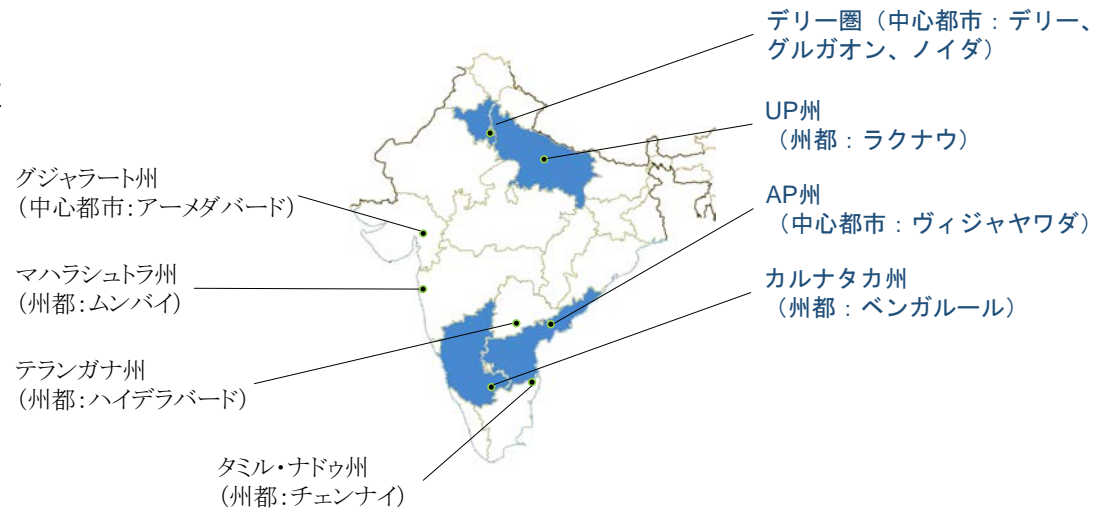 デリー圏（中心都市：デリー、
グルガオン、ノイダ）
UP州
（州都：ラクナウ）
グジャラート州
（中心都市：アーメダバード）
AP州
（中心都市：ヴィジャヤワダ）
マハラシュトラ州
（州都：ムンバイ）
カルナタカ州
（州都：ベンガルール）
テランガナ州
（州都：ハイデラバード）
タミル・ナドゥ州
（州都：チェンナイ）